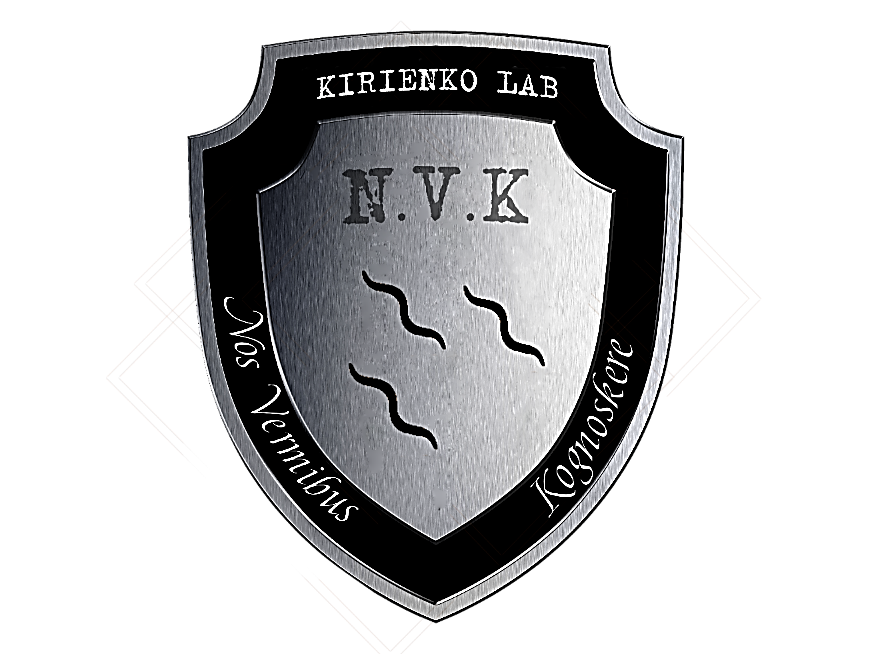 KIRIENKO LAB
N.V.K
Nos Vermibus
Kognoskere